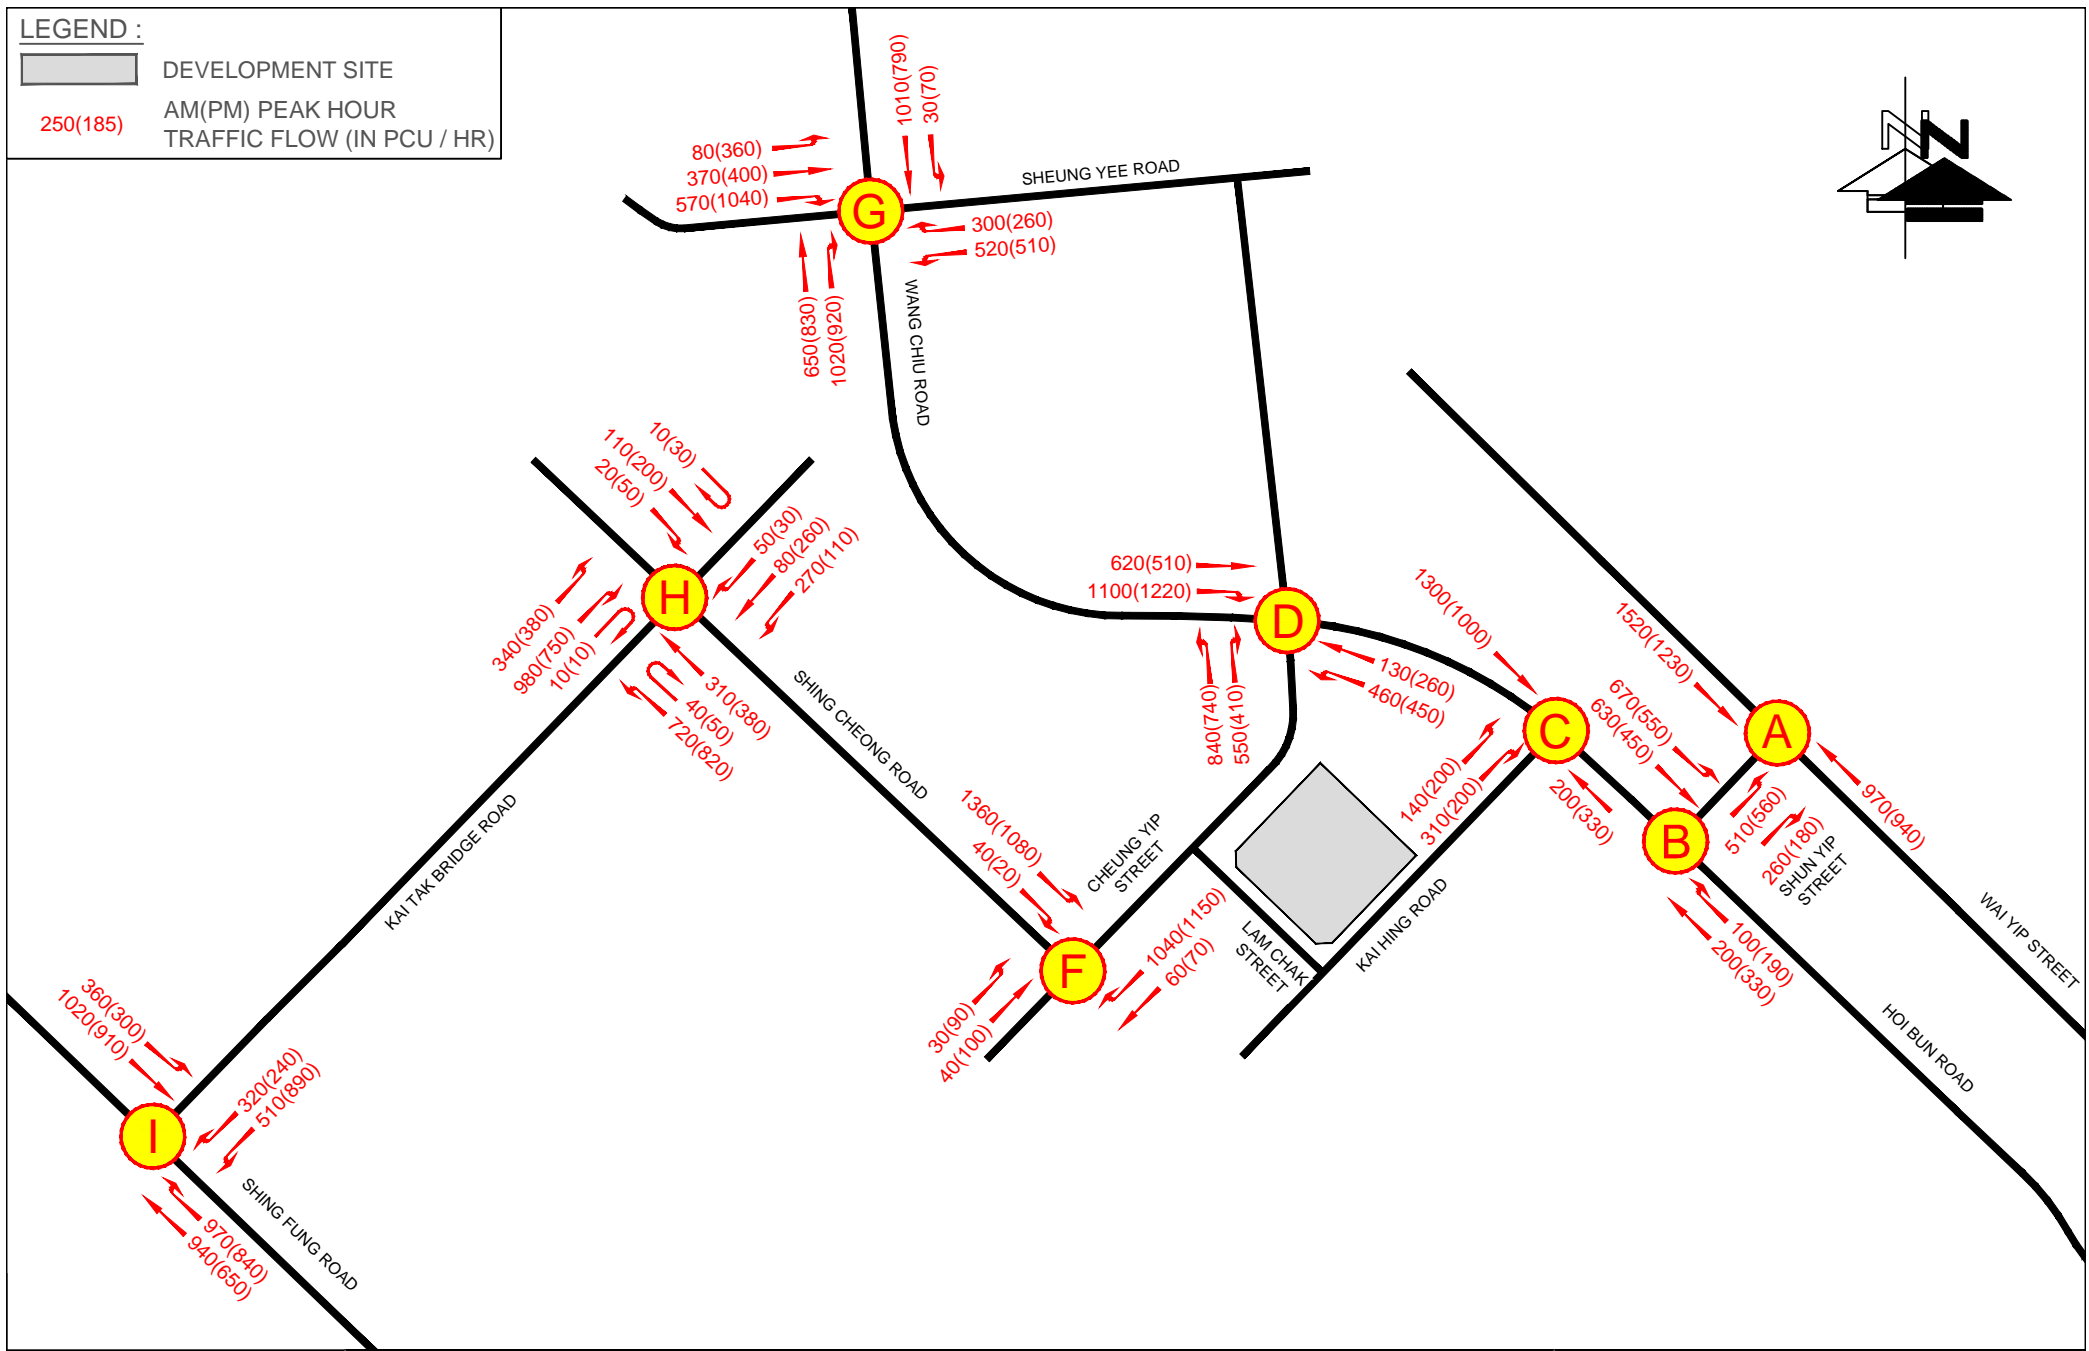 LEGEND :
DEVELOPMENT SITE
250(185)
AM(PM) PEAK HOUR
TRAFFIC FLOW (IN PCU / HR)
N
1010(790)
30(70)
80(360)
370(400)
570(1040)
G
SHEUNG YEE ROAD
300(260)
520(510)
650(830)
1020(920)
WANG CHIU ROAD
10(30)
110(200)
20(50)
50(30)
80(260)
270(110)
H
340(380)
980(750)
10(10)
310(380)
40(50)
720(820)
SHING CHEONG ROAD
KAI TAK BRIDGE ROAD
620(510)
1100(1220)
D
130(260)
460(450)
840(740)
550(410)
1300(1000)
C
140(200)
310(200)
200(330)
1520(1230)
670(550)
630(450)
A
970(940)
B
510(560)
260(180)
SHUN YIP
STREET
100(190)
200(330)
WAI YIP STREET
HOI BUN ROAD
1360(1080)
40(20)
CHEUNG YIP
STREET
F
1040(1150)
60(70)
30(90)
40(100)
LAM CHAK
STREET
KAI HING ROAD
360(300)
1020(910)
I
320(240)
510(890)
970(840)
940(650)
SHING FUNG ROAD